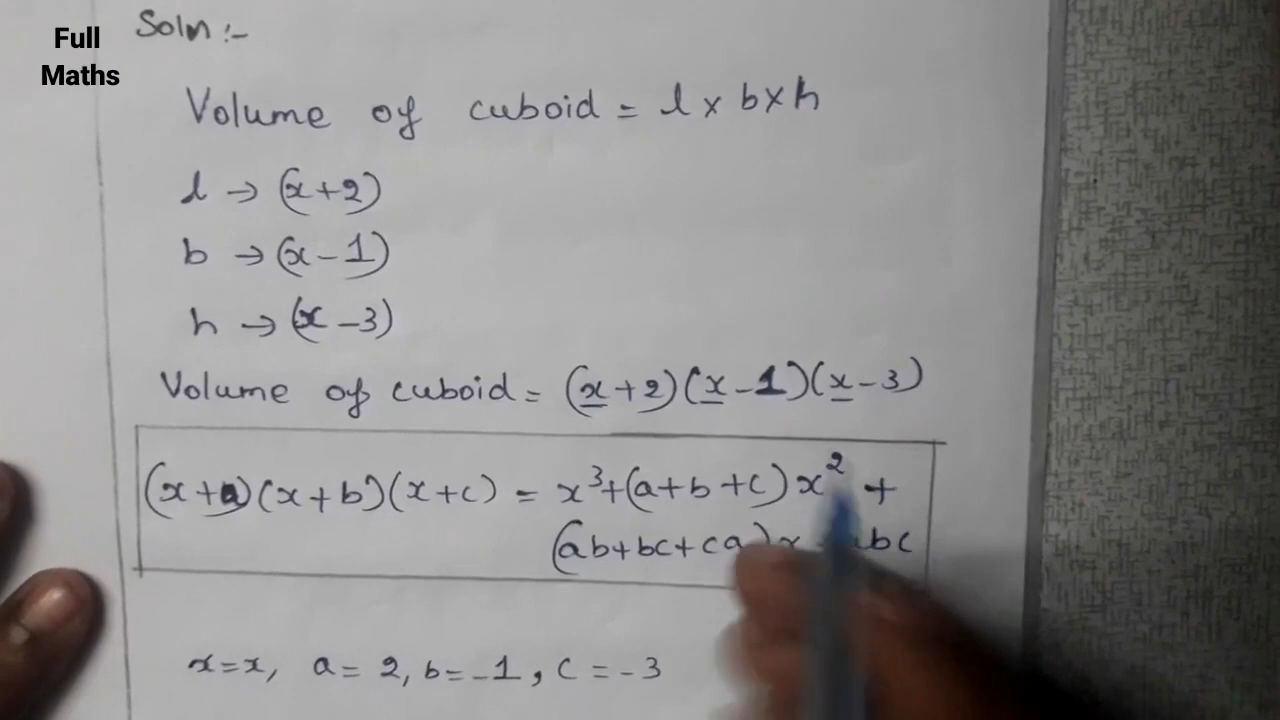 Full
Maths
Soln :-
Volume of cuboid = l × b × h
l → (x+2)
b → (x-1)
h → (x-3)
Volume of cuboid = (x+2)(x-1)(x-3)
(x+a)(x+b)(x+c) = x³+(a+b+c)x² +
(ab+bc+ca)x abc
x=x, a= 2, b=-1, c = -3